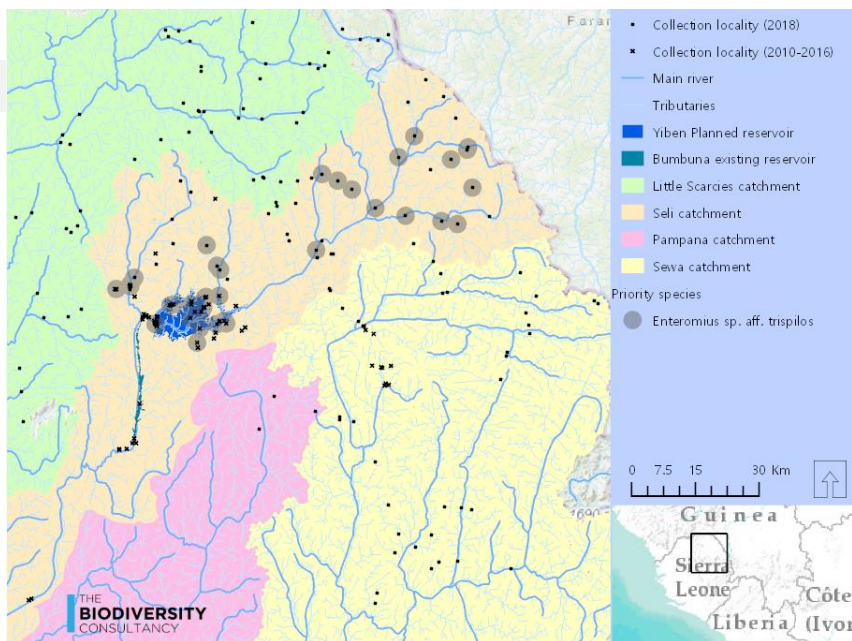 Collection locality (2018)
Collection locality (2010-2016)
Main river
Tributaries
Yiben Planned reservoir
Bumbuna existing reservoir
Little Scarcies catchment
Seli catchment
Pampana catchment
Sewa catchment
Priority species
Enteromius sp. aff. trispilos
0 7.5 15 30 Km
1690
Guinea
Sierra
Leone
Côte
Liberia
(Ivor
THE
BIODIVERSITY
CONSULTANCY